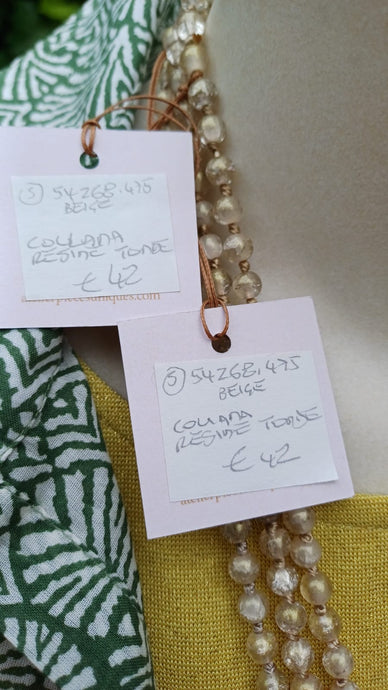 (5) 54268.475
BEIGE
COLLANA
RESINE TONDE
€ 42
(5) 54268.475
BEIGE
COLLANA
RESINE TONDE
€ 42